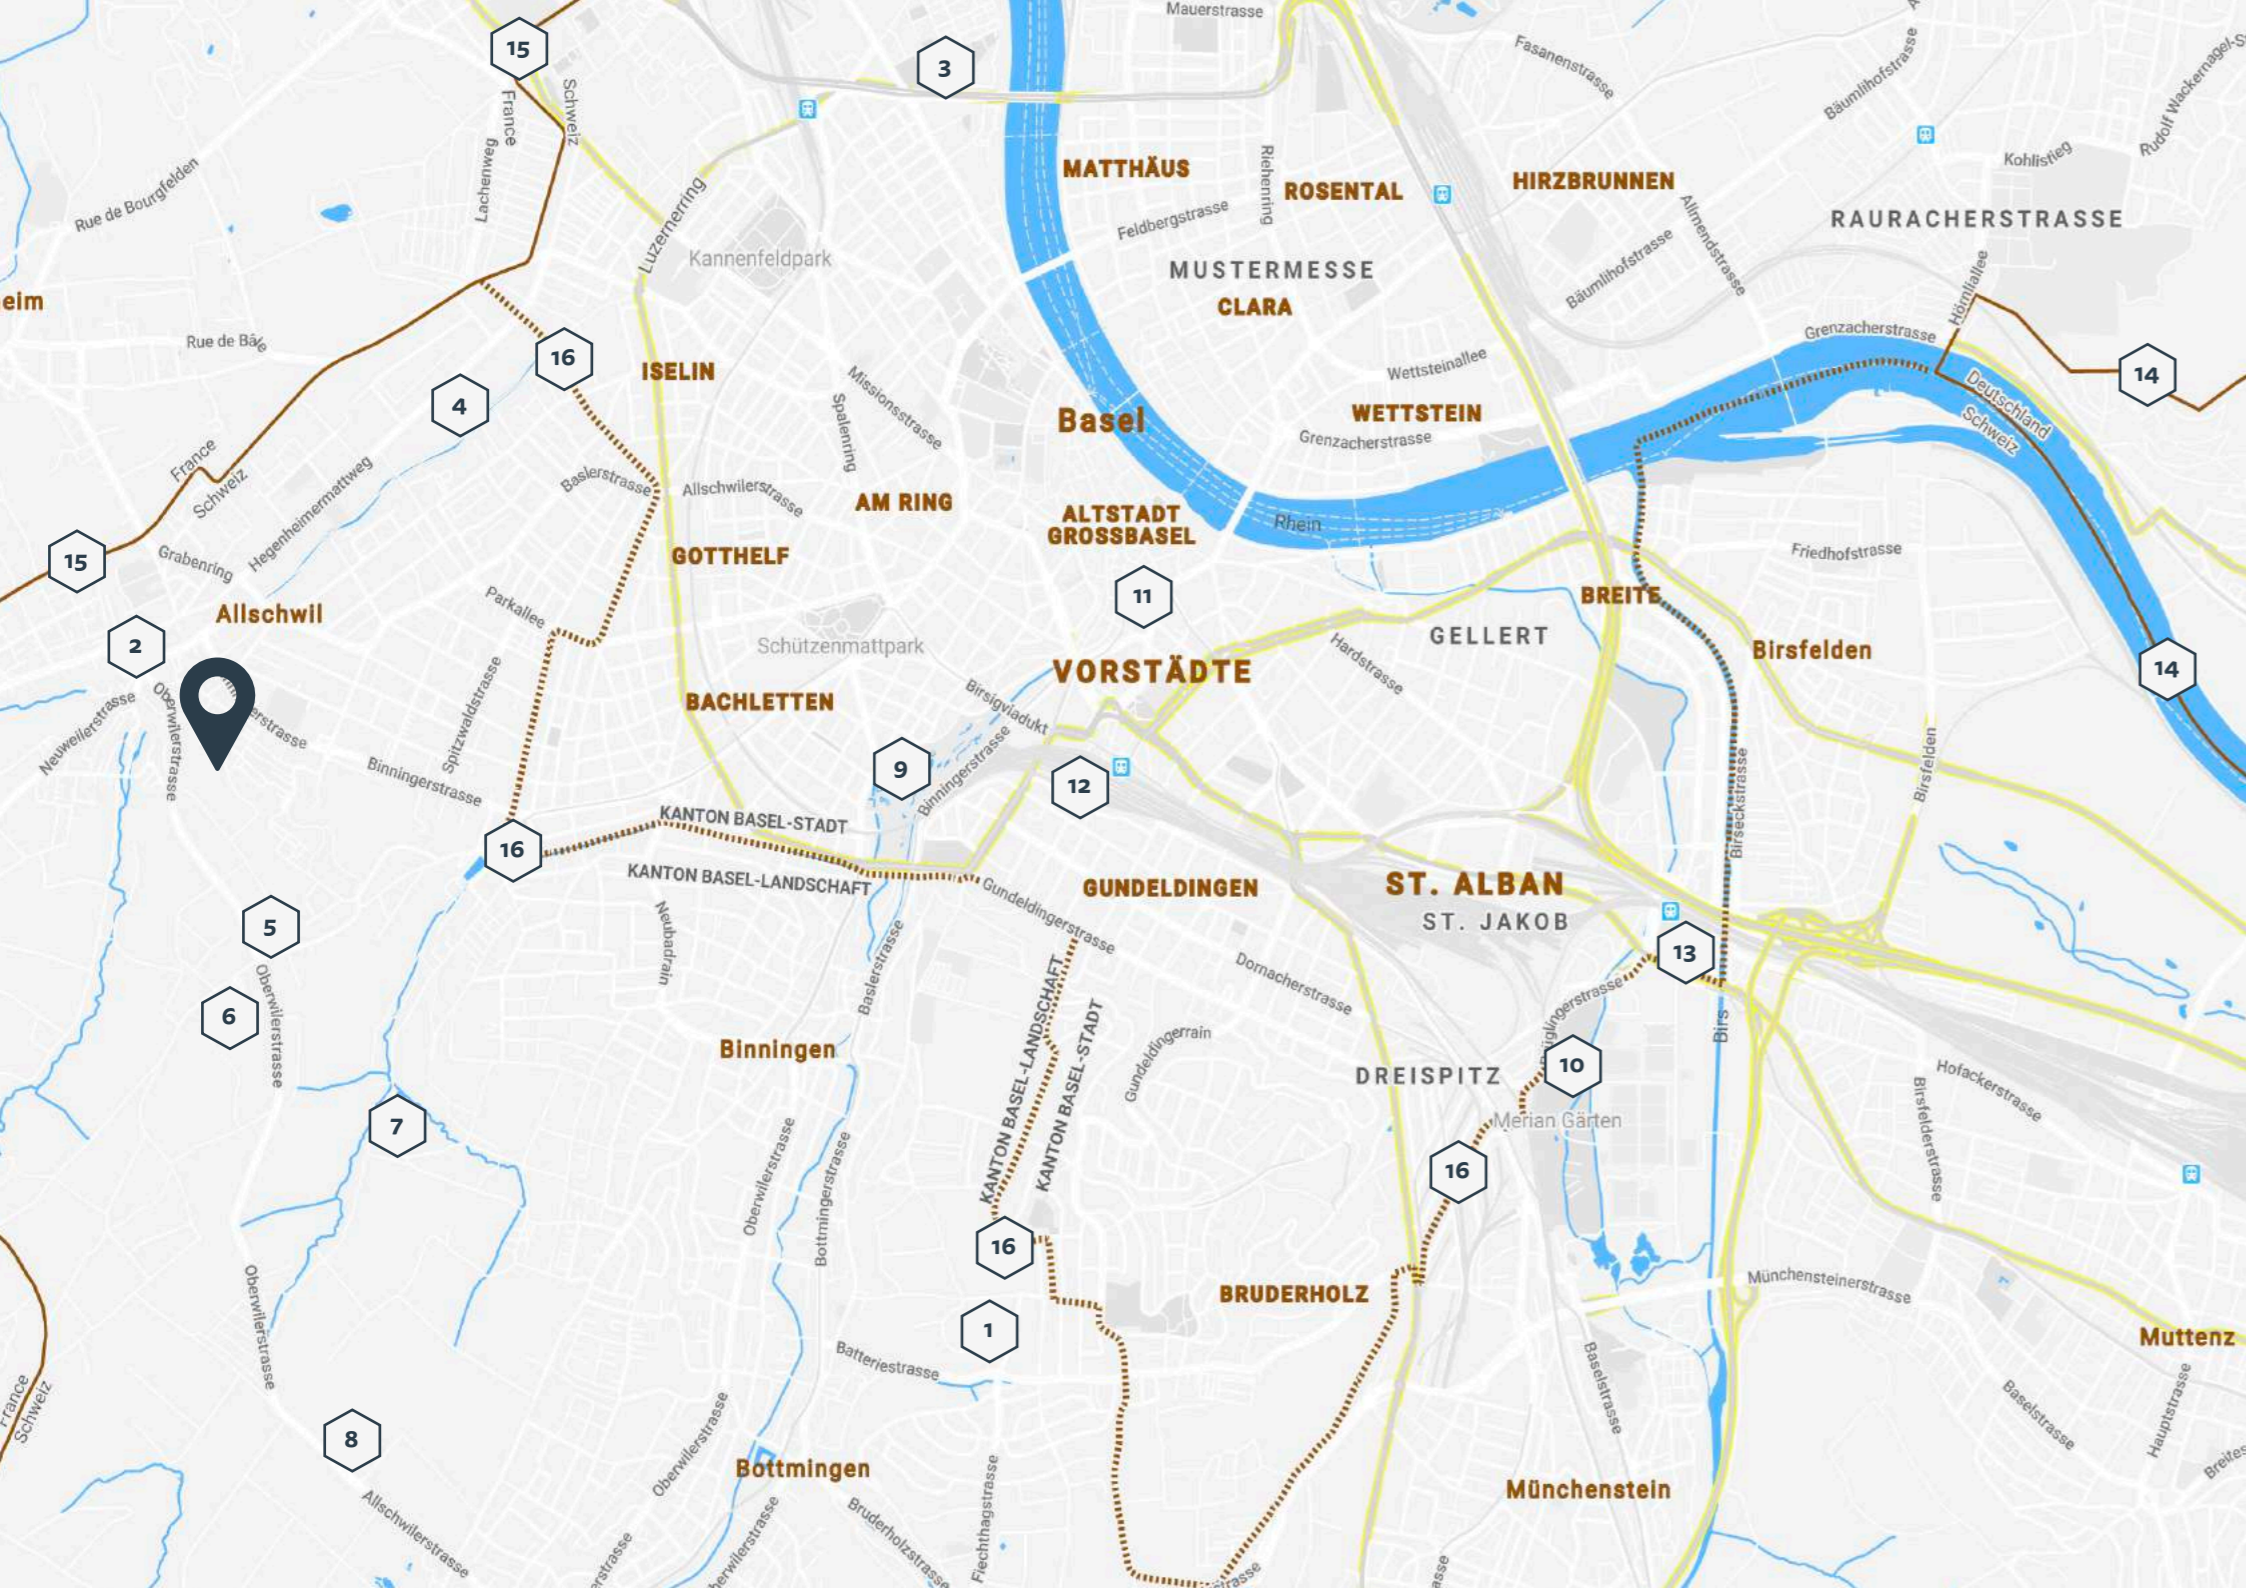 Mauerstrasse
15
3
Fasanenstrasse
Bäumlihofstrasse
Rudolf Wackernagel-S
France
Schweiz
Lachenweg
MATTHÄUS
Riehenring
ROSENTAL
HIRZBRUNNEN
Kohlistieg
Rue de Bourgfelden
Luzernerring
Feldbergstrasse
Allmendstrasse
RAURACHERSTRASSE
Kannenfeldpark
MUSTERMESSE
Bäumlihofstrasse
Hörnliallee
eim
CLARA
Rue de Bâle
16
Grenzacherstrasse
ISELIN
Missionsstrasse
Wettsteinallee
14
4
Spalenring
Basel
WETTSTEIN
Deutschland
Schweiz
Grenzacherstrasse
France
Schweiz
Hegenheimermattweg
Baslerstrasse
Allschwilerstrasse
AM RING
ALTSTADT
GROSSBASEL
Rhein
15
Grabenring
GOTTHELF
Friedhofstrasse
Parkallee
11
BREITE
Allschwil
2
Schützenmattpark
GELLERT
Hardstrasse
Birsfelden
VORSTÄDTE
14
Neuweilerstrasse
Oberwilerstrasse
erstrasse
Spitzwaldstrasse
BACHLETTEN
Birsigviadukt
Binningerstrasse
9
Binningerstrasse
12
Birseckstrasse
Birsfelden
KANTON BASEL-STADT
16
KANTON BASEL-LANDSCHAFT
Gundeldingerstrasse
GUNDELDINGEN
ST. ALBAN
ST. JAKOB
5
Neubadrain
Baslerstrasse
13
Oberwilerstrasse
KANTON BASEL-LANDSCHAFT
KANTON BASEL-STADT
Dornacherstrasse
6
Birs
Binningen
Gundeldingerrain
DREISPITZ
10
Hofackerstrasse
7
Merian Gärten
Birsfelderstrasse
Oberwilerstrasse
Bottmingerstrasse
16
16
Oberwilerstrasse
BRUDERHOLZ
Münchensteinerstrasse
1
Muttenz
Batteriestrasse
Baselstrasse
France
Schweiz
Baselstrasse
Hauptstrasse
8
Oberwilerstrasse
Bottmingen
Münchenstein
Breites
Allschwilerstrasse
Bruderholzstrasse
Fiechthagstrasse
erstrasse
berwilerstrasse
strasse
asse